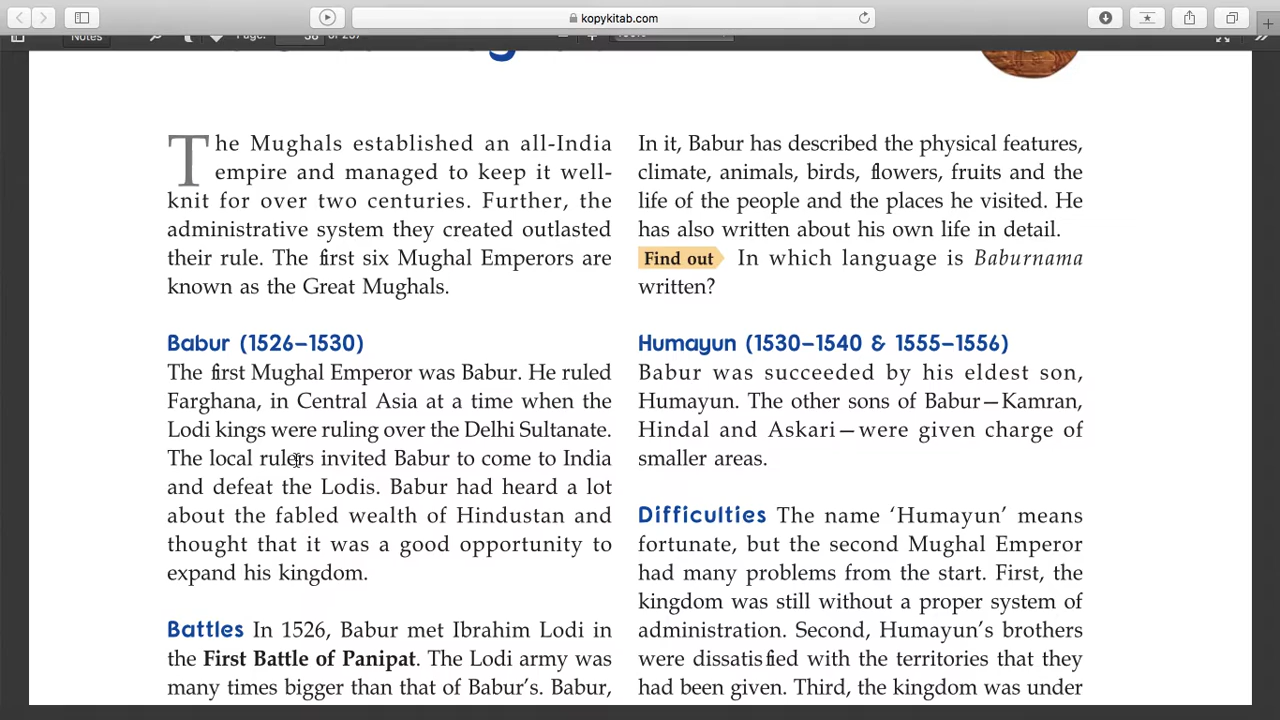 kopykitab.com
Notes
Page:
38 of 257
The Mughals established an all-India
empire and managed to keep it well-
knit for over two centuries. Further, the
administrative system they created outlasted
their rule. The first six Mughal Emperors are
known as the Great Mughals.
Babur (1526–1530)
The first Mughal Emperor was Babur. He ruled
Farghana, in Central Asia at a time when the
Lodi kings were ruling over the Delhi Sultanate.
The local rulers invited Babur to come to India
and defeat the Lodis. Babur had heard a lot
about the fabled wealth of Hindustan and
thought that it was a good opportunity to
expand his kingdom.
Battles In 1526, Babur met Ibrahim Lodi in
the First Battle of Panipat. The Lodi army was
many times bigger than that of Babur's. Babur,
In it, Babur has described the physical features,
climate, animals, birds, flowers, fruits and the
life of the people and the places he visited. He
has also written about his own life in detail.
Find out In which language is Baburnama
written?
Humayun (1530–1540 & 1555–1556)
Babur was succeeded by his eldest son,
Humayun. The other sons of Babur—Kamran,
Hindal and Askari—were given charge of
smaller areas.
Difficulties The name ‘Humayun’ means
fortunate, but the second Mughal Emperor
had many problems from the start. First, the
kingdom was still without a proper system of
administration. Second, Humayun's brothers
were dissatisfied with the territories that they
had been given. Third, the kingdom was under